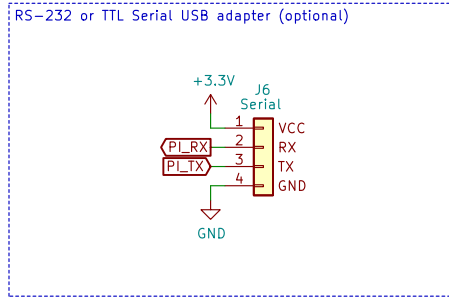 RS-232 or TTL Serial USB adapter (optional)
+3.3V
J6
Serial
1 VCC
PI_RX 2 RX
PI_TX 3 TX
4 GND
GND